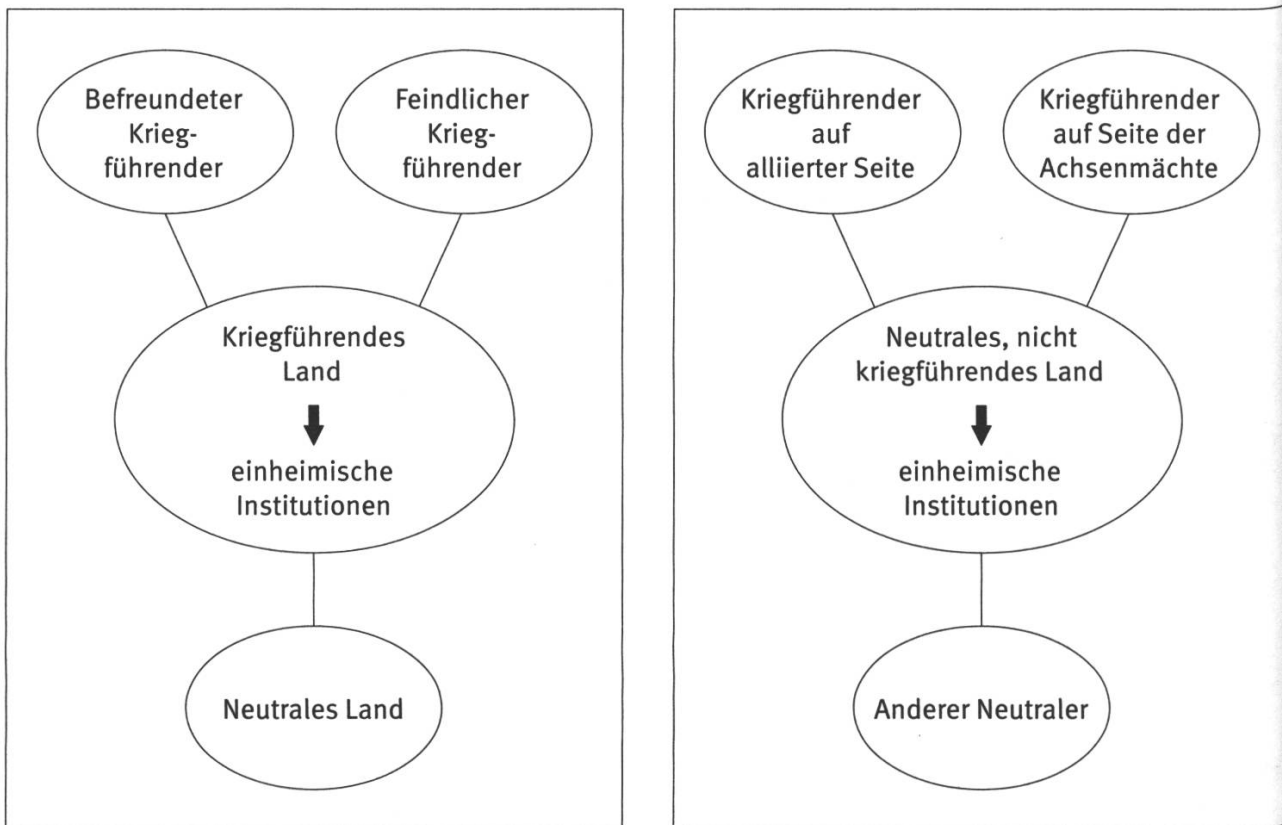 Befreundeter
Krieg-
führender
Feindlicher
Krieg-
führender
Kriegführendes
Land
einheimische
Institutionen
Neutrales Land
Kriegführender
auf
alliierter Seite
Kriegführender
auf Seite der
Achsenmächte
Neutrales, nicht
kriegführendes Land
einheimische
Institutionen
Anderer Neutraler